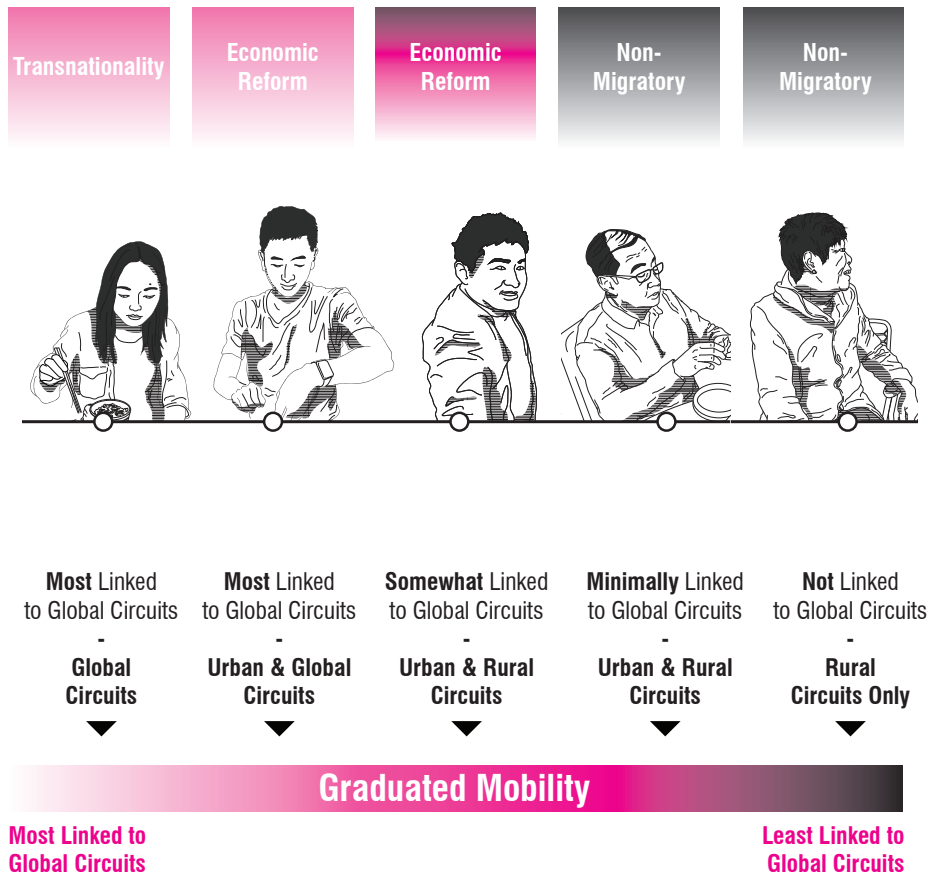 Transnationality
Economic
Reform
Economic
Reform
Non-
Migratory
Non-
Migratory
Most Linked
to Global Circuits
-
Global
Circuits
Most Linked
to Global Circuits
-
Urban & Global
Circuits
Somewhat Linked
to Global Circuits
-
Urban & Rural
Circuits
Minimally Linked
to Global Circuits
-
Urban & Rural
Circuits
Not Linked
to Global Circuits
-
Rural
Circuits Only
Graduated Mobility
Most Linked to
Global Circuits
Least Linked to
Global Circuits